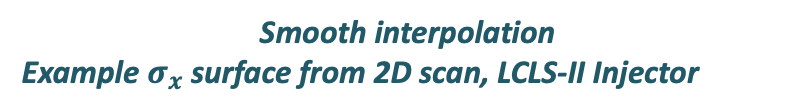 Smooth interpolation
Example σₓ surface from 2D scan, LCLS-II Injector